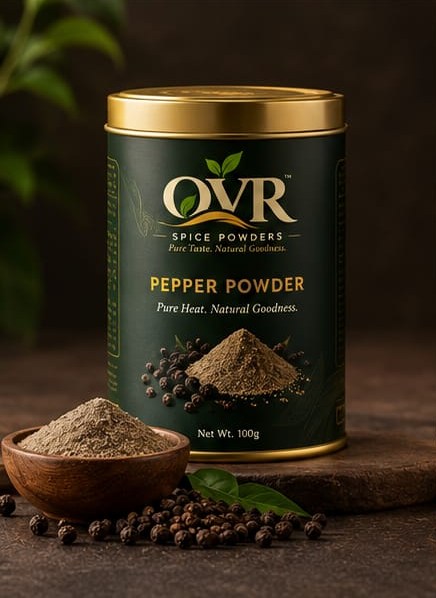 OVR™
SPICE POWDERS
Pure Taste. Natural Goodness.
PEPPER POWDER
Pure Heat. Natural Goodness.
Net Wt. 100g